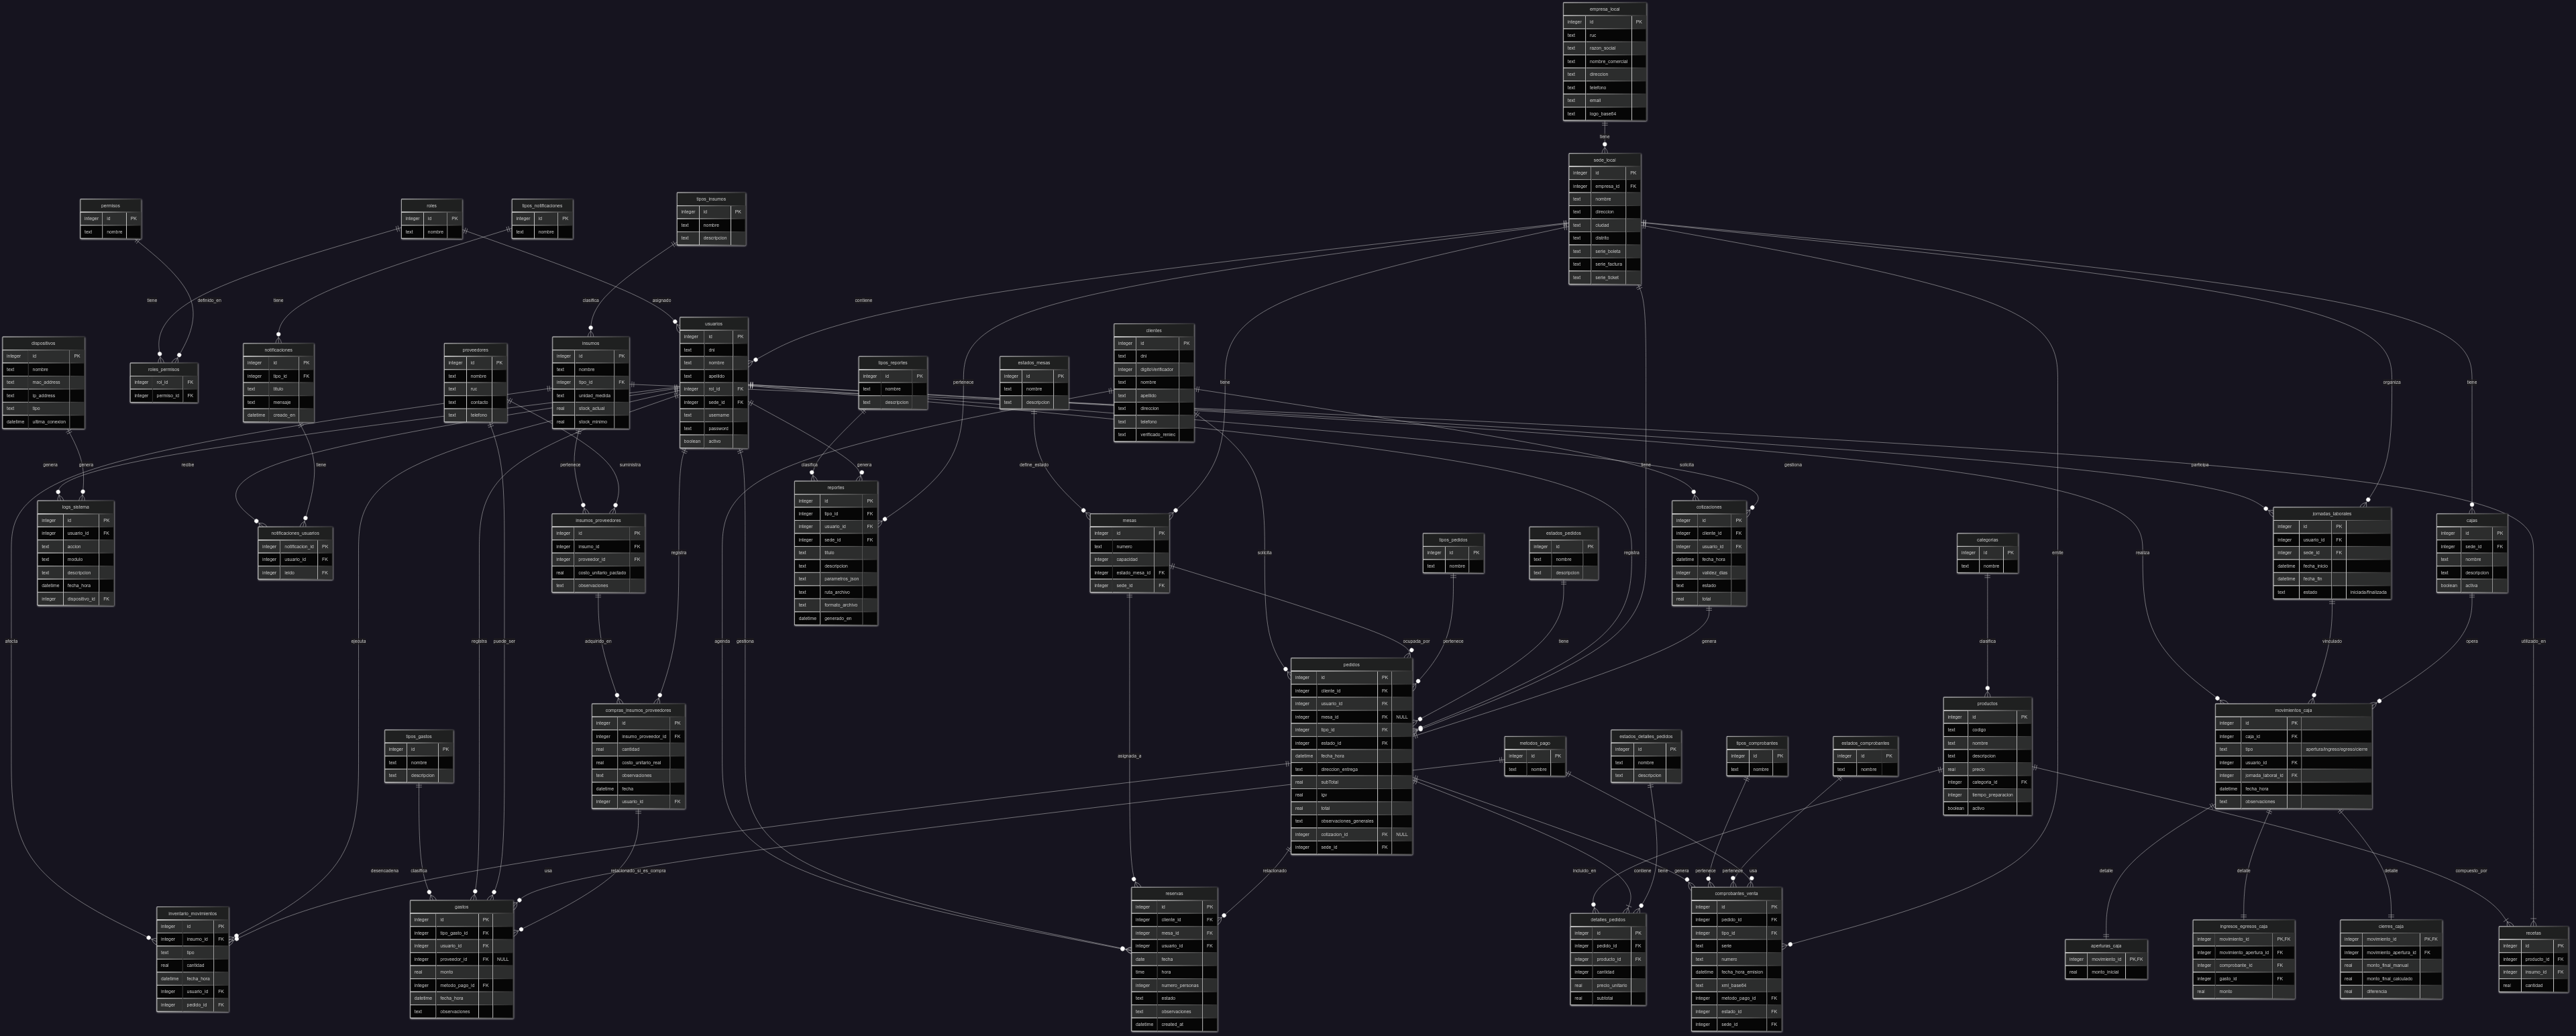 empresa_local
integer id PK
text ruc
text razon_social
text nombre_comercial
text direccion
text telefono
text email
text logo_base64
tiene
sede_local
integer id PK
integer empresa_id FK
text nombre
text direccion
text ciudad
text distrito
text serie_boleta
text serie_factura
text serie_ticket
permisos
integer id PK
text nombre
roles
integer id PK
text nombre
tipos_notificaciones
integer id PK
text nombre
tipos_insumos
integer id PK
text nombre
text descripcion
tiene
definido_en
tiene
clasifica
asignado
contiene
dispositivos
integer id PK
text nombre
text mac_address
text ip_address
text tipo
datetime ultima_conexion
roles_permisos
integer rol_id FK
integer permiso_id FK
notificaciones
integer id PK
integer tipo_id FK
text titulo
text mensaje
datetime creado_en
proveedores
integer id PK
text nombre
text ruc
text contacto
text telefono
insumos
integer id PK
text nombre
integer tipo_id FK
text unidad_medida
real stock_actual
real stock_minimo
usuarios
integer id PK
text dni
text nombre
text apellido
integer rol_id FK
integer sede_id FK
text username
text password
boolean activo
tipos_reportes
integer id PK
text nombre
text descripcion
estados_mesas
integer id PK
text nombre
text descripcion
clientes
integer id PK
text dni
integer digitoVerificador
text nombre
text apellido
text direccion
text telefono
text verificado_reniec
pertenece
tiene
organiza
tiene
genera
genera
recibe
tiene
pertenece
suministra
clasifica
genera
define_estado
tiene
solicita
gestiona
participa
logs_sistema
integer id PK
integer usuario_id FK
text accion
text modulo
text descripcion
datetime fecha_hora
integer dispositivo_id FK
notificaciones_usuarios
integer notificacion_id PK
integer usuario_id FK
integer leido FK
insumos_proveedores
integer id PK
integer insumo_id FK
integer proveedor_id FK
real costo_unitario_pactado
text observaciones
registra
reportes
integer id PK
integer tipo_id FK
integer usuario_id FK
integer sede_id FK
text titulo
text descripcion
text parametros_json
text ruta_archivo
text formato_archivo
datetime generado_en
mesas
integer id PK
text numero
integer capacidad
integer estado_mesa_id FK
integer sede_id FK
solicita
tipos_pedidos
integer id PK
text nombre
estados_pedidos
integer id PK
text nombre
text descripcion
registra
cotizaciones
integer id PK
integer cliente_id FK
integer usuario_id FK
datetime fecha_hora
integer validez_dias
text estado
real total
emite
categorias
integer id PK
text nombre
realiza
jornadas_laborales
integer id PK
integer usuario_id FK
integer sede_id FK
datetime fecha_inicio
datetime fecha_fin
text estado iniciada/finalizada
cajas
integer id PK
integer sede_id FK
text nombre
text descripcion
boolean activa
afecta
ejecuta
registra
puede_ser
adquirido_en
agenda
gestiona
ocupada_por
pertenece
tiene
genera
clasifica
vinculado
opera
utilizado_en
tipos_gastos
integer id PK
text nombre
text descripcion
compras_insumos_proveedores
integer id PK
integer insumo_proveedor_id FK
real cantidad
real costo_unitario_real
text observaciones
datetime fecha
integer usuario_id FK
asignada_a
pedidos
integer id PK
integer cliente_id FK
integer usuario_id FK
integer mesa_id FK NULL
integer tipo_id FK
integer estado_id FK
datetime fecha_hora
text direccion_entrega
real subTotal
real igv
real total
text observaciones_generales
integer cotizacion_id FK NULL
integer sede_id FK
metodos_pago
integer id PK
text nombre
estados_detalles_pedidos
integer id PK
text nombre
text descripcion
tipos_comprobantes
integer id PK
text nombre
estados_comprobantes
integer id PK
text nombre
productos
integer id PK
text codigo
text nombre
text descripcion
real precio
integer categoria_id FK
integer tiempo_preparacion
boolean activo
movimientos_caja
integer id PK
integer caja_id FK
text tipo apertura/ingreso/egreso/cierre
integer usuario_id FK
integer jornada_laboral_id FK
datetime fecha_hora
text observaciones
desencadena
clasifica
usa
relacionado_si_es_compra
relacionado
incluido_en
contiene
tiene
genera
pertenece
pertenece
usa
detalle
detalle
detalle
compuesto_por
inventario_movimientos
integer id PK
integer insumo_id FK
text tipo
real cantidad
datetime fecha_hora
integer usuario_id FK
integer pedido_id FK
gastos
integer id PK
integer tipo_gasto_id FK
integer usuario_id FK
integer proveedor_id FK NULL
real monto
integer metodo_pago_id FK
datetime fecha_hora
text observaciones
reservas
integer id PK
integer cliente_id FK
integer mesa_id FK
integer usuario_id FK
date fecha
time hora
integer numero_personas
text estado
text observaciones
datetime created_at
detalles_pedidos
integer id PK
integer pedido_id FK
integer producto_id FK
integer cantidad
real precio_unitario
real subtotal
comprobantes_venta
integer id PK
integer pedido_id FK
integer tipo_id FK
text serie
text numero
datetime fecha_hora_emision
text xml_base64
integer metodo_pago_id FK
integer estado_id FK
integer sede_id FK
aperturas_caja
integer movimiento_id PK,FK
real monto_inicial
ingresos_egresos_caja
integer movimiento_id PK,FK
integer movimiento_apertura_id FK
integer comprobante_id FK
integer gasto_id FK
real monto
cierres_caja
integer movimiento_id PK,FK
integer movimiento_apertura_id FK
real monto_final_manual
real monto_final_calculado
real diferencia
recetas
integer id PK
integer producto_id FK
integer insumo_id FK
real cantidad